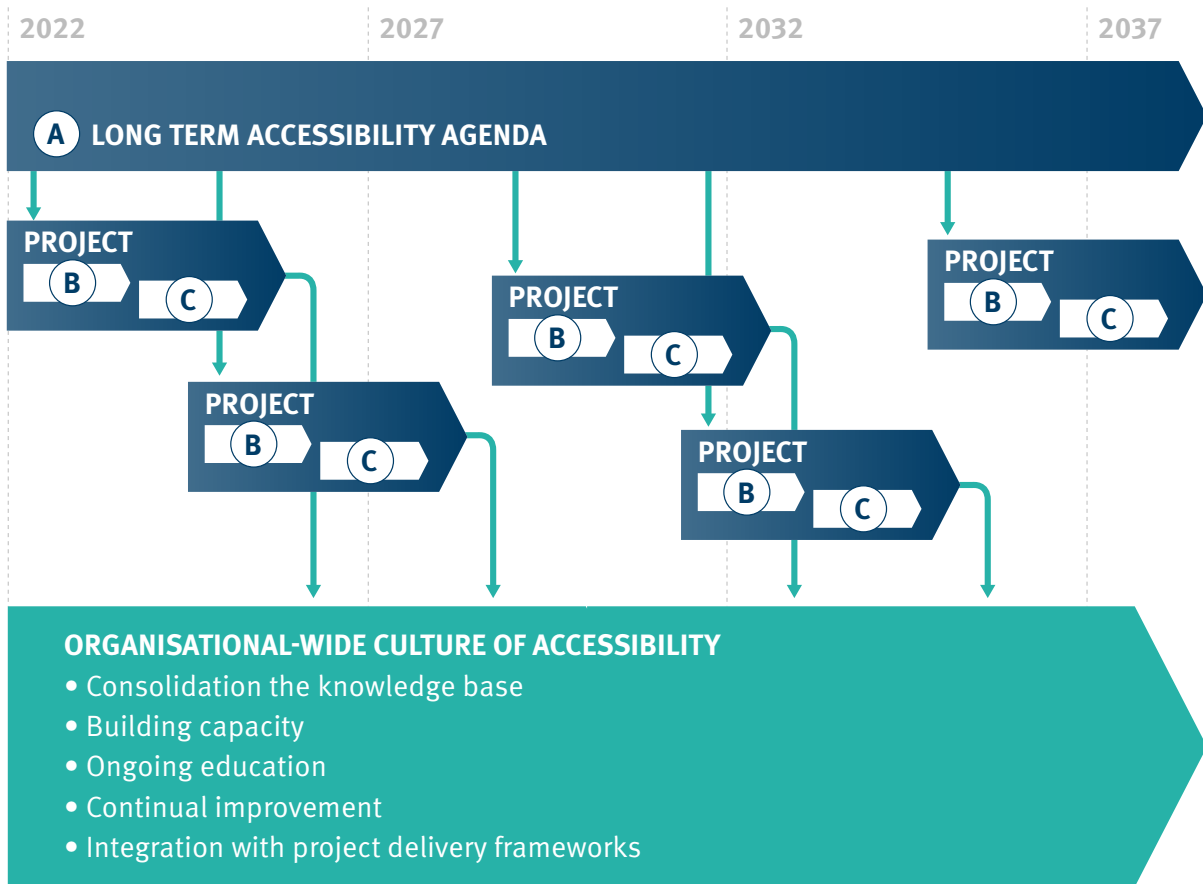 2022
2027
2032
2037
A LONG TERM ACCESSIBILITY AGENDA
PROJECT
B
C
PROJECT
B
C
PROJECT
B
C
PROJECT
B
C
PROJECT
B
C
ORGANISATIONAL-WIDE CULTURE OF ACCESSIBILITY
• Consolidation the knowledge base
• Building capacity
• Ongoing education
• Continual improvement
• Integration with project delivery frameworks